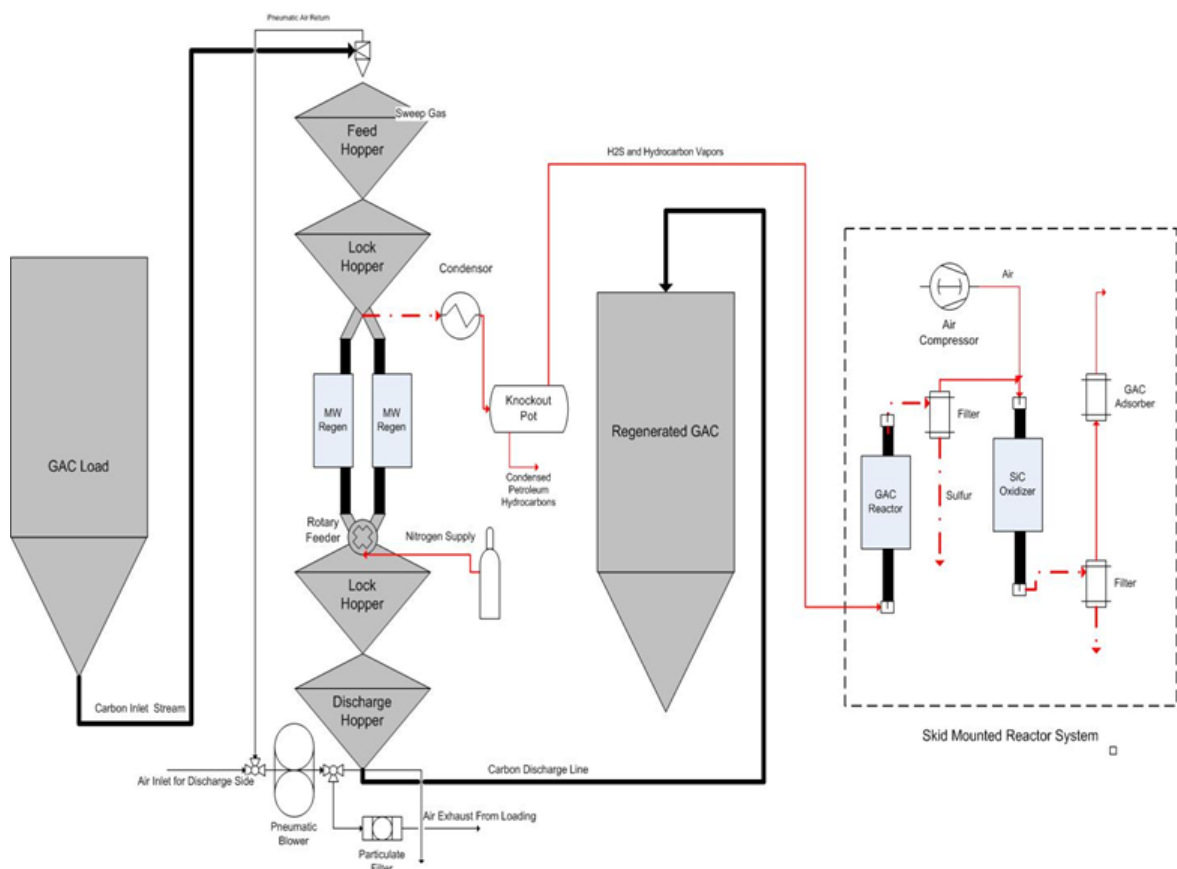 Pneumatic Air Return
Sweep Gas
Feed
Hopper
H2S and Hydrocarbon Vapors
Lock
Hopper
Condensor
Air
Air
Compressor
MW
Regen
MW
Regen
Knockout
Pot
GAC
Adsorber
Filter
GAC Load
Regenerated GAC
Condensed
Petroleum
Hydrocarbons
GAC
Reactor
Sulfur
SiC
Oxidizer
Rotary
Feeder
Nitrogen Supply
Filter
Lock
Hopper
Carbon Inlet Stream
Discharge
Hopper
Skid Mounted Reactor System
Air Inlet for Discharge Side
Carbon Discharge Line
Pneumatic
Blower
Air Exhaust From Loading
Particulate
Filter